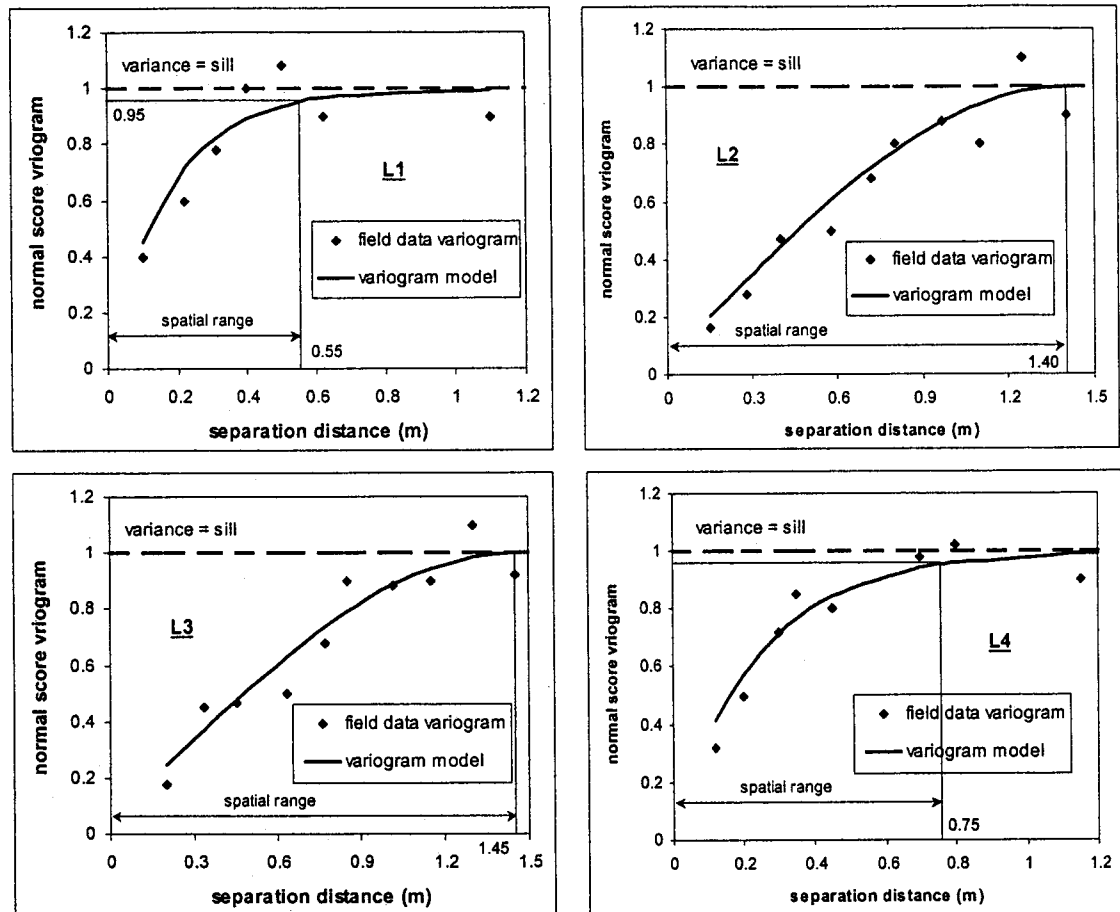 1.2
variance = sill
1
0.95
0.8
L1
0.6
field data variogram
0.4
variogram model
0.2
spatial range
0.55
0
0 0.2 0.4 0.6 0.8 1 1.2
separation distance (m)
normal score vriogram
1.2
variance = sill
1
0.8
L2
0.6
field data variogram
0.4
variogram model
0.2
spatial range
1.40
0
0 0.3 0.6 0.9 1.2 1.5
separation distance (m)
normal score vriogram
1.2
variance = sill
1
0.8
L3
0.6
0.4
field data variogram
variogram model
0.2
spatial range
1.45
0
0 0.3 0.6 0.9 1.2 1.5
separation distance (m)
normal score vriogram
1.2
variance = sill
1
0.8
L4
0.6
field data variogram
0.4
variogram model
0.2
spatial range
0.75
0
0 0.2 0.4 0.6 0.8 1 1.2
separation distance (m)
normal score vriogram